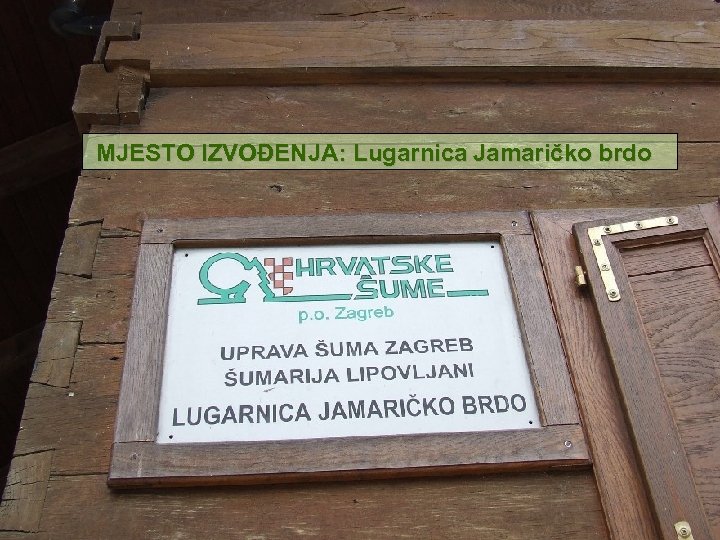 MJESTO IZVOĐENJA: Lugarnica Jamaričko brdo
HRVATSKE
ŠUME
p.o. Zagreb
UPRAVA ŠUMA ZAGREB
ŠUMARIJA LIPOVLJANI
LUGARNICA JAMARIČKO BRDO